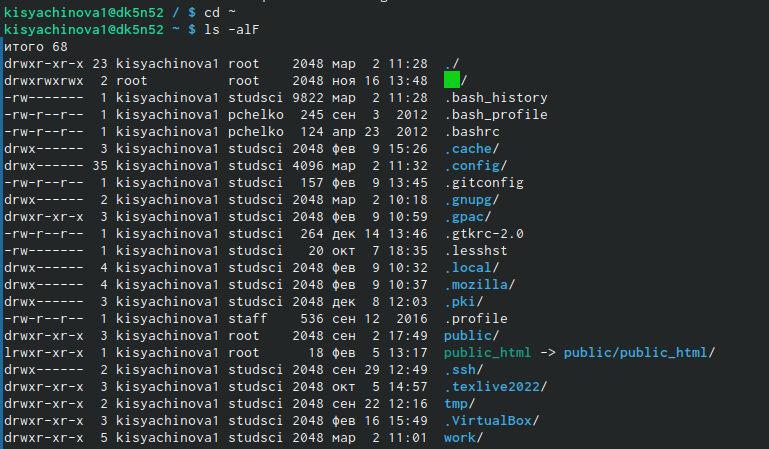 kisyachinova1@dk5n52 / $ cd ~
kisyachinova1@dk5n52 ~ $ ls -alF
итого 68
drwxr-xr-x 23 kisyachinova1 root    2048 мар  2 11:28  ./
drwxrwxrwx  2 root          root    2048 ноя 16 13:48  /
-rw-------  1 kisyachinova1 studsci 9822 мар  2 11:28  .bash_history
-rw-r--r--  1 kisyachinova1 pchelko  245 сен  3  2012  .bash_profile
-rw-r--r--  1 kisyachinova1 pchelko  124 апр 23  2012  .bashrc
drwx------  3 kisyachinova1 studsci 2048 фев  9 15:26  .cache/
drwx------ 35 kisyachinova1 studsci 4096 мар  2 11:32  .config/
-rw-r--r--  1 kisyachinova1 studsci  157 фев  9 13:45  .gitconfig
drwx------  2 kisyachinova1 studsci 2048 мар  2 10:18  .gnupg/
drwxr-xr-x  3 kisyachinova1 studsci 2048 фев  9 10:59  .gpac/
-rw-r--r--  1 kisyachinova1 studsci  264 дек 14 13:46  .gtkrc-2.0
-rw-------  1 kisyachinova1 studsci   20 окт  7 18:35  .lesshst
drwx------  4 kisyachinova1 studsci 2048 фев  9 10:32  .local/
drwx------  4 kisyachinova1 studsci 2048 фев  9 10:37  .mozilla/
drwx------  3 kisyachinova1 studsci 2048 дек  8 12:03  .pki/
-rw-r--r--  1 kisyachinova1 staff    536 сен 12  2016  .profile
drwxr-xr-x  3 kisyachinova1 root    2048 сен  2 17:49  public/
lrwxr-xr-x  1 kisyachinova1 root      18 фев  5 13:17  public_html -> public/public_html/
drwx------  2 kisyachinova1 studsci 2048 сен 29 12:49  .ssh/
drwxr-xr-x  3 kisyachinova1 studsci 2048 окт  5 14:57  .texlive2022/
drwxr-xr-x  2 kisyachinova1 studsci 2048 сен 22 12:16  tmp/
drwxr-xr-x  3 kisyachinova1 studsci 2048 фев 16 15:49  .VirtualBox/
drwxr-xr-x  5 kisyachinova1 studsci 2048 мар  2 11:01  work/